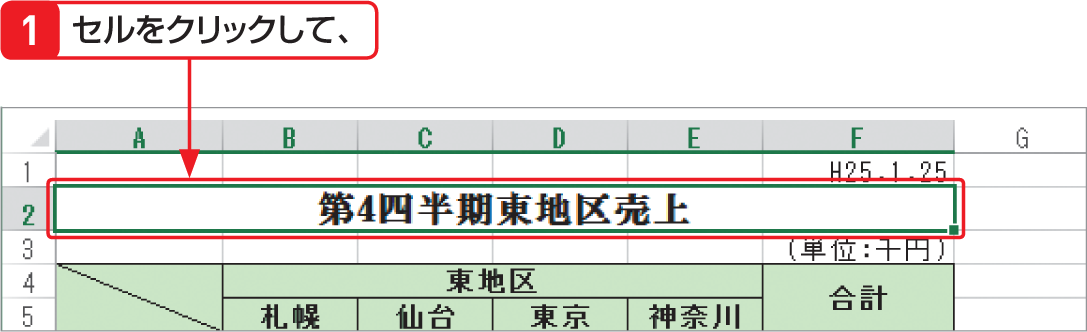 1 セルをクリックして、
A B C D E F G
1 H25.1.25
2 第4四半期東地区売上
3 (単位:千円)
4 東地区 合計
5 札幌 仙台 東京 神奈川